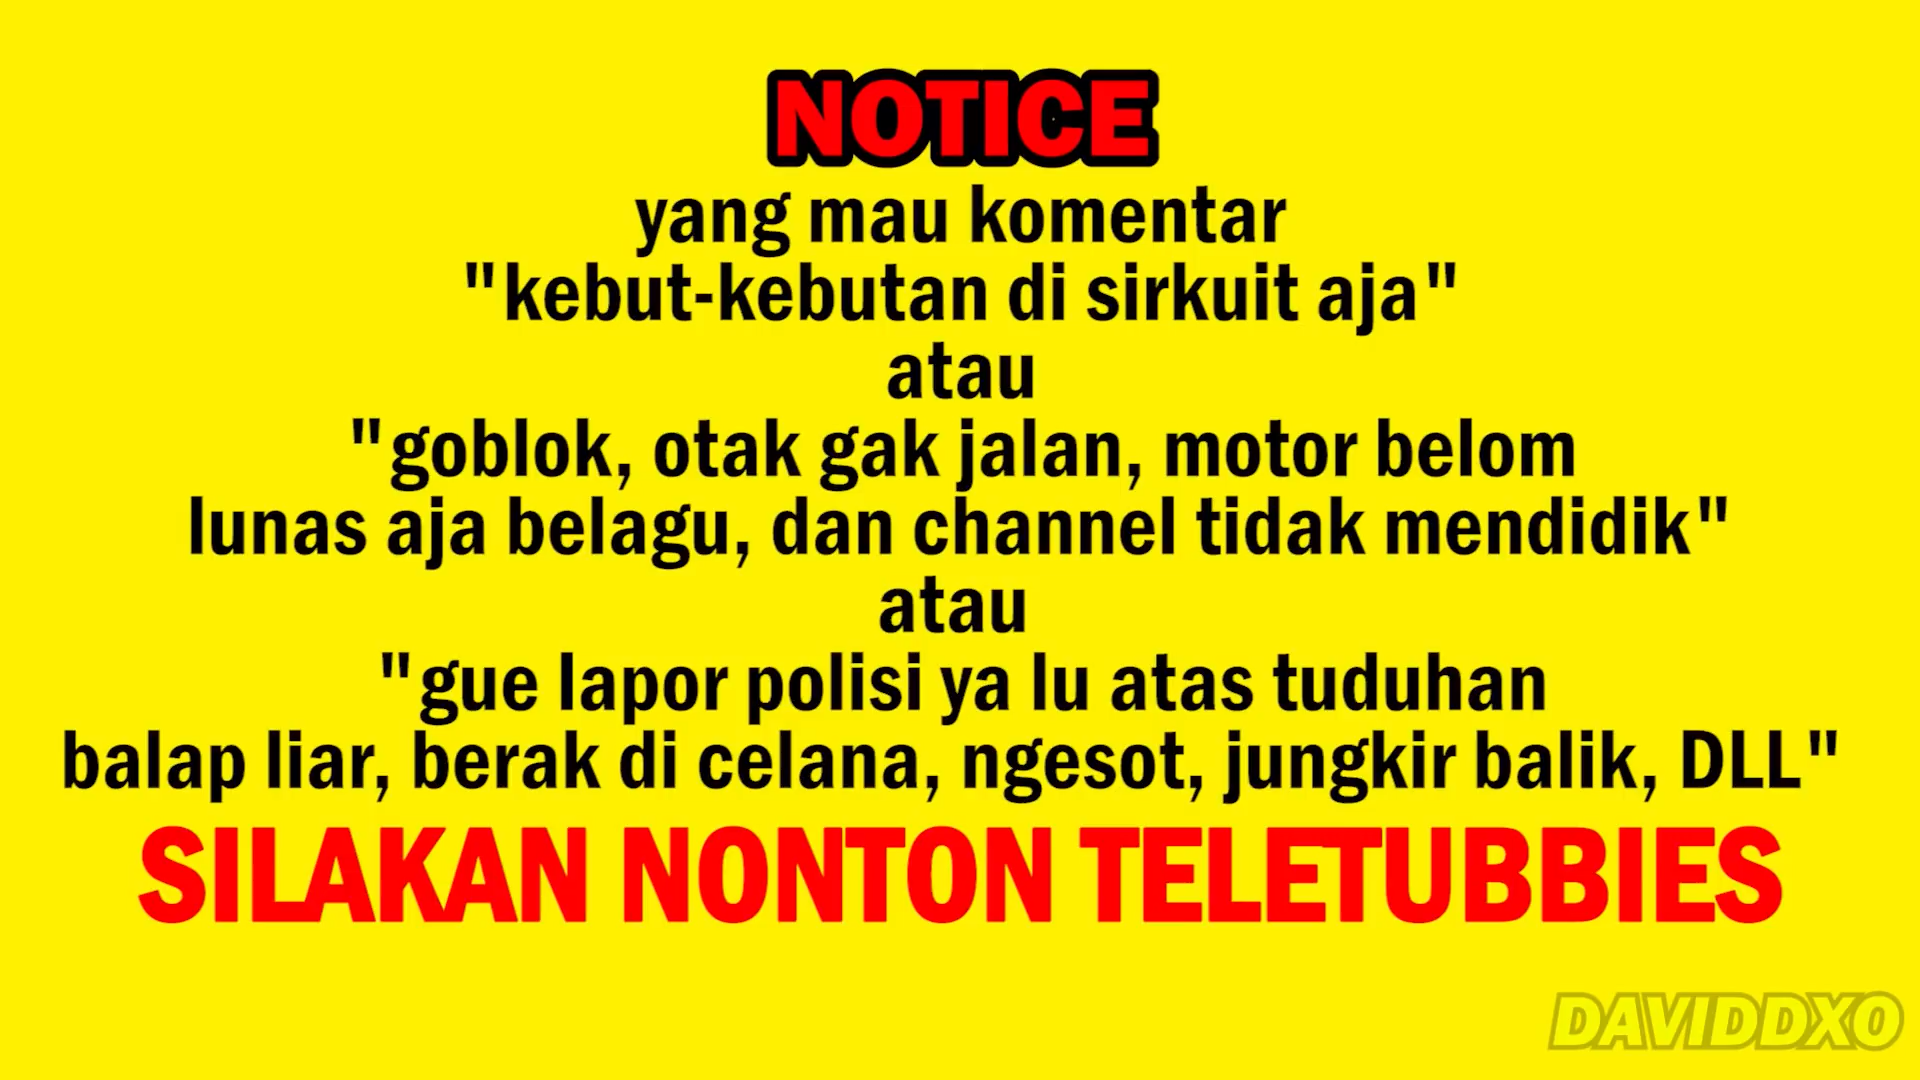 NOTICE
yang mau komentar
"kebut-kebutan di sirkuit aja"
atau
"goblok, otak gak jalan, motor belom
lunas aja belagu, dan channel tidak mendidik"
atau
"gue lapor polisi ya lu atas tuduhan
balap liar, berak di celana, ngesot, jungkir balik, DLL"
SILAKAN NONTON TELETUBBIES
DAVIDDXO